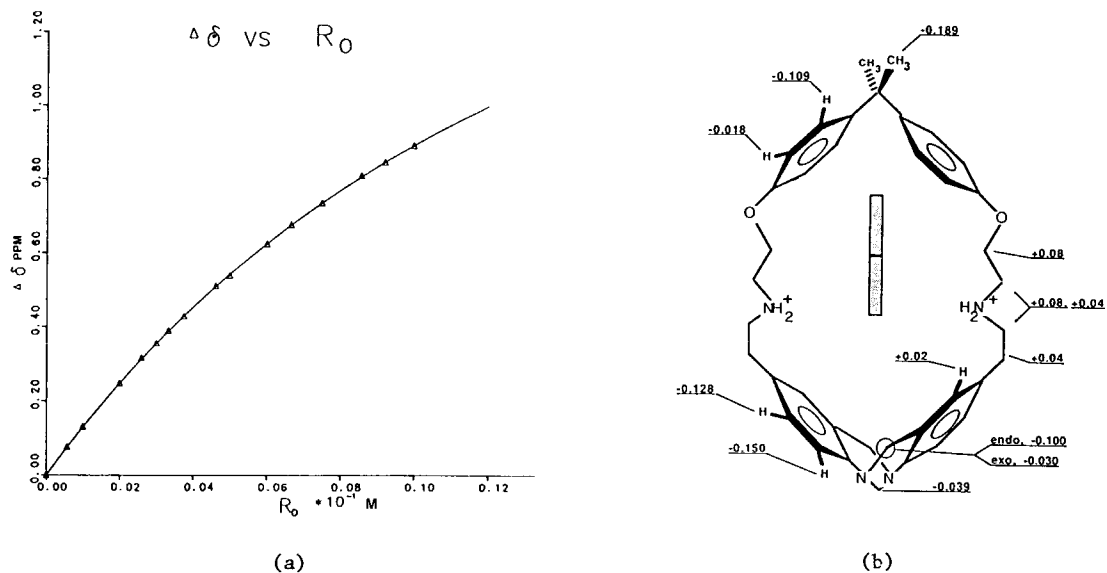 Δδ VS R₀
1.20
1.00
0.80
0.60
0.40
0.20
0.00
Δ δ PPM
0.00 0.02 0.04 0.06 0.08 0.10 0.12
R₀ *10⁻¹ M
(a)
-0.189
CH₃ CH₃
-0.109
H
-0.018
H
O O
+0.08
NH₂⁺ H₂N⁺
+0.08, +0.04
+0.04
+0.02
H
-0.128
H
-0.150
H
endo, -0.100
exo, -0.030
N N
-0.039
(b)